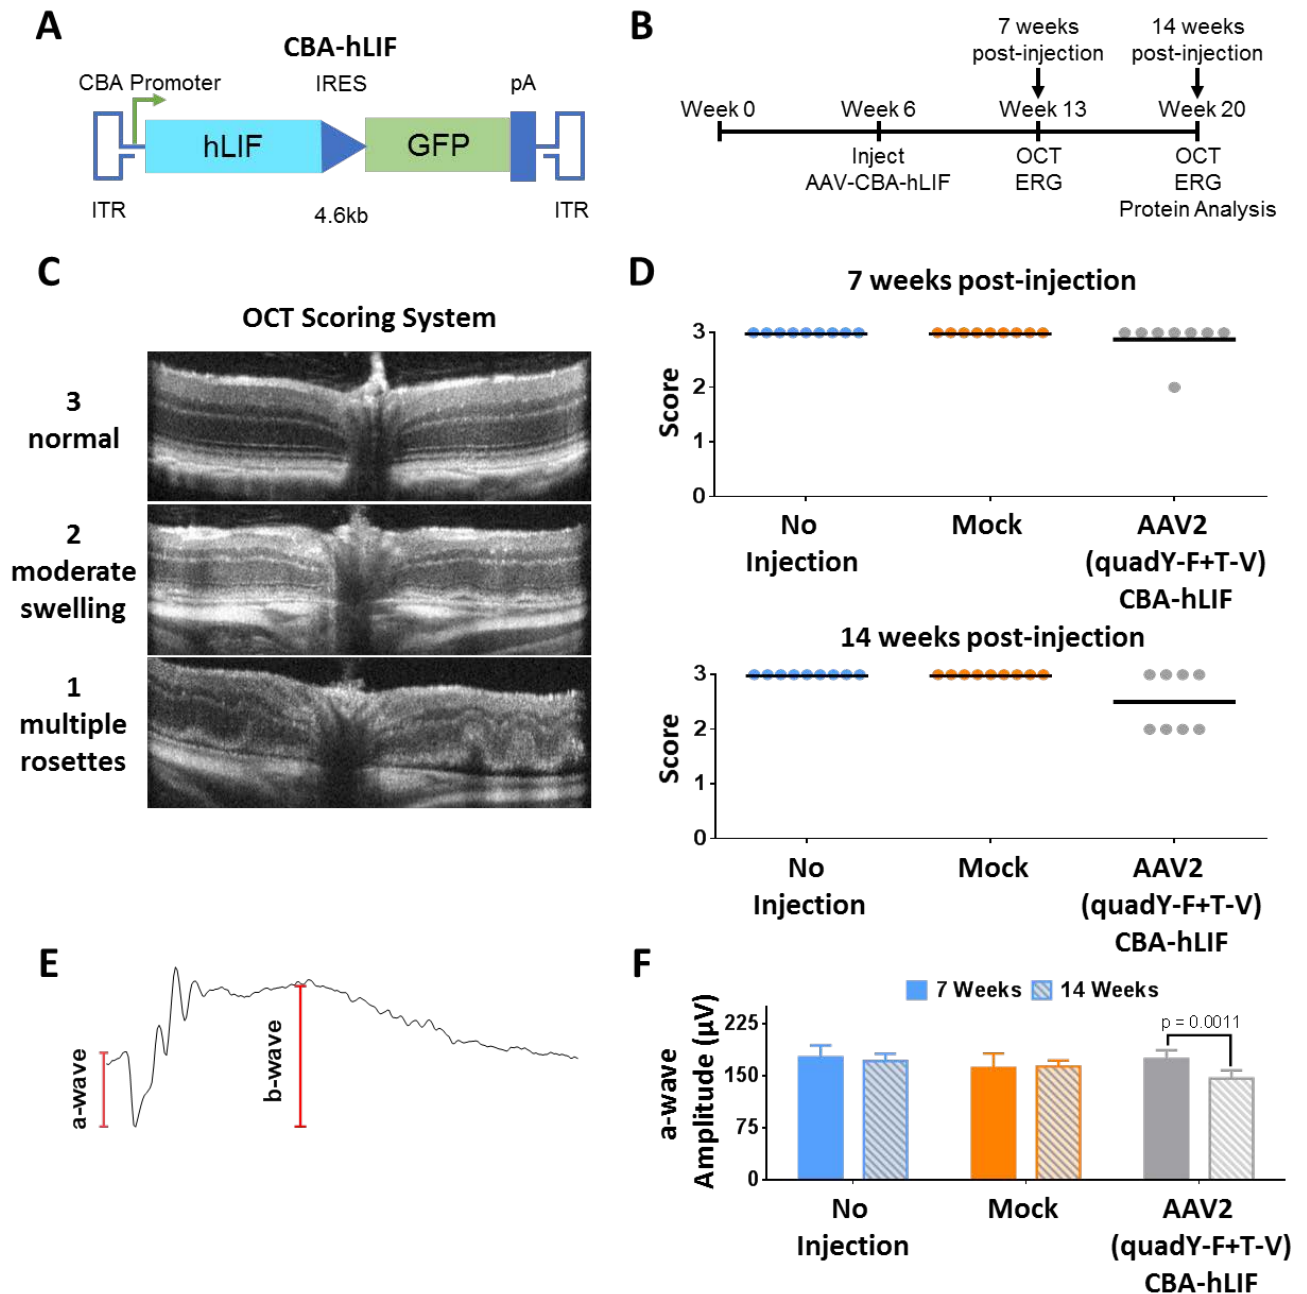 A
CBA-hLIF
CBA Promoter
IRES
pA
hLIF
GFP
ITR
4.6kb
ITR
B
7 weeks
post-injection
14 weeks
post-injection
Week 0
Week 6
Week 13
Week 20
Inject
AAV-CBA-hLIF
OCT
ERG
OCT
ERG
Protein Analysis
C
OCT Scoring System
3
normal
2
moderate
swelling
1
multiple
rosettes
D
7 weeks post-injection
Score
3
2
1
0
No
Injection
Mock
AAV2
(quadY-F+T-V)
CBA-hLIF
14 weeks post-injection
Score
3
2
1
0
No
Injection
Mock
AAV2
(quadY-F+T-V)
CBA-hLIF
E
a-wave
b-wave
F
7 Weeks
14 Weeks
a-wave
Amplitude (μV)
225
150
75
0
p = 0.0011
No
Injection
Mock
AAV2
(quadY-F+T-V)
CBA-hLIF